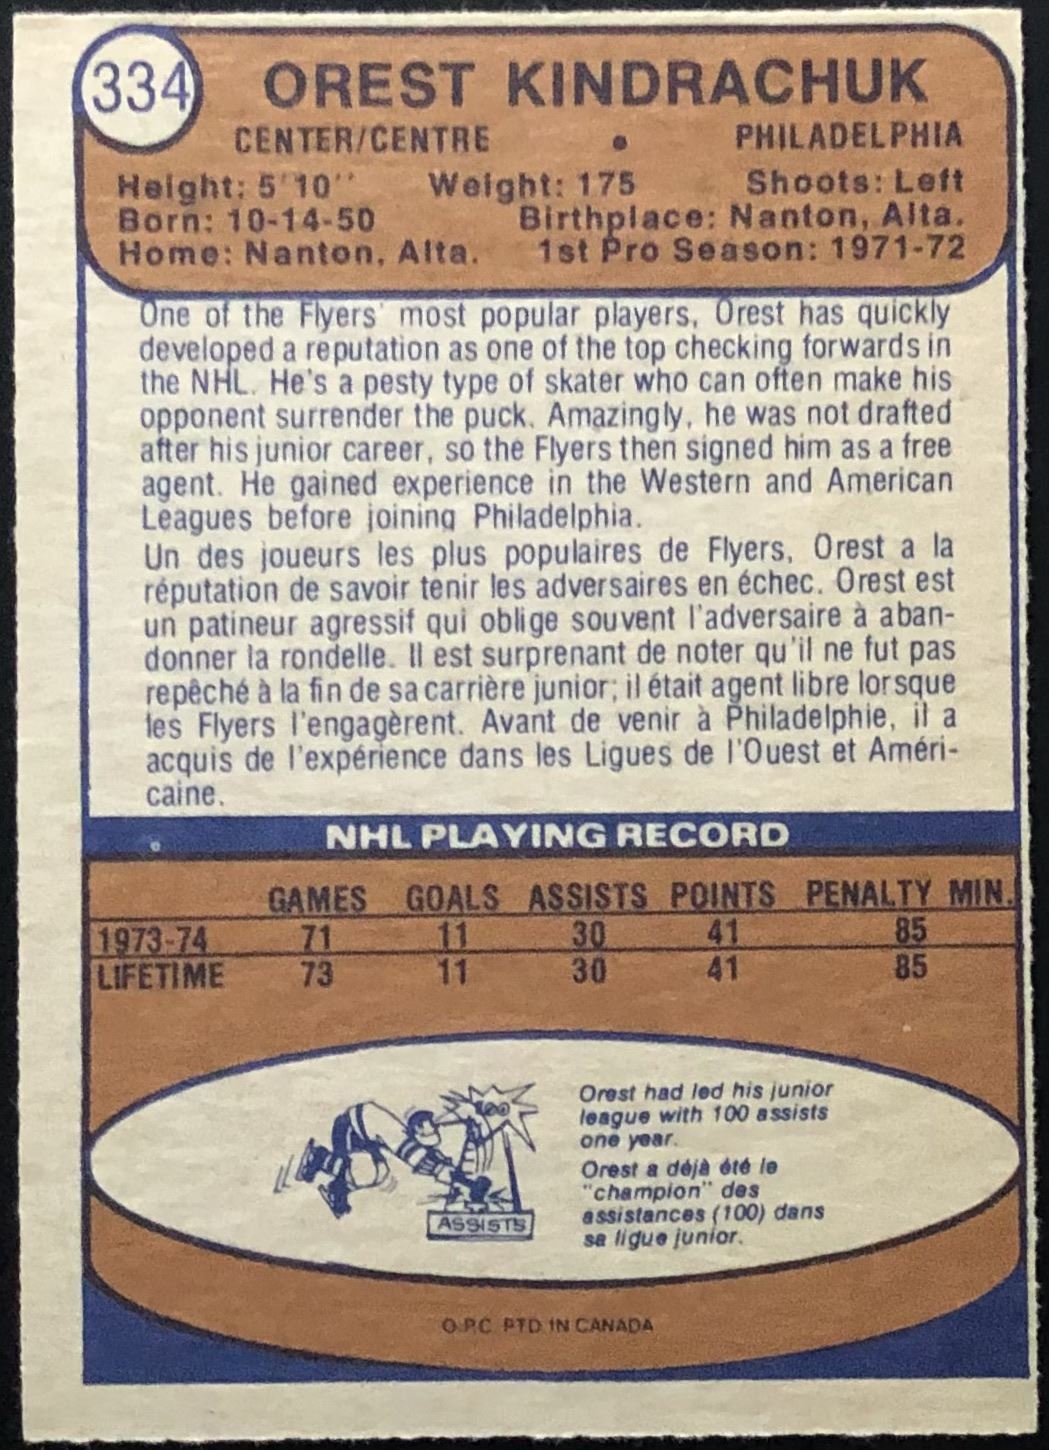 334
OREST KINDRACHUK
CENTER/CENTRE • PHILADELPHIA
Height: 5'10'' Weight: 175 Shoots: Left
Born: 10-14-50 Birthplace: Nanton, Alta.
Home: Nanton, Alta. 1st Pro Season: 1971-72
One of the Flyers' most popular players, Orest has quickly
developed a reputation as one of the top checking forwards in
the NHL. He's a pesty type of skater who can often make his
opponent surrender the puck. Amazingly, he was not drafted
after his junior career, so the Flyers then signed him as a free
agent. He gained experience in the Western and American
Leagues before joining Philadelphia.
Un des joueurs les plus populaires de Flyers, Orest a la
réputation de savoir tenir les adversaires en échec. Orest est
un patineur agressif qui oblige souvent l'adversaire à aban-
donner la rondelle. Il est surprenant de noter qu'il ne fut pas
repêché à la fin de sa carrière junior; il était agent libre lorsque
les Flyers l'engagèrent. Avant de venir à Philadelphie, il a
acquis de l'expérience dans les Ligues de l'Ouest et Améri-
caine.
NHL PLAYING RECORD
GAMES GOALS ASSISTS POINTS PENALTY MIN.
1973-74 71 11 30 41 85
LIFETIME 73 11 30 41 85
100
ASSISTS
Orest had led his junior
league with 100 assists
one year.
Orest a déjà été le
"champion" des
assistances (100) dans
sa ligue junior.
O.P.C. PTD. IN CANADA